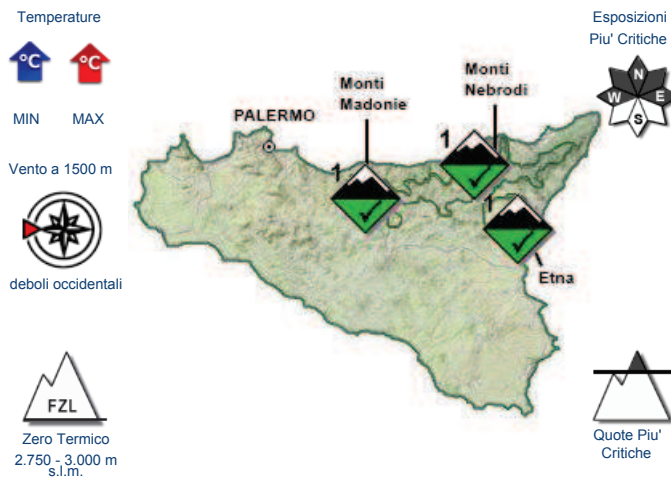 Temperature
°C
°C
MIN
MAX
Vento a 1500 m
deboli occidentali
FZL
Zero Termico
2.750 - 3.000 m
s.l.m.
PALERMO
Monti
Madonie
1
Monti
Nebrodi
1
1
Etna
Esposizioni
Piu' Critiche
N
W
E
S
Quote Piu'
Critiche